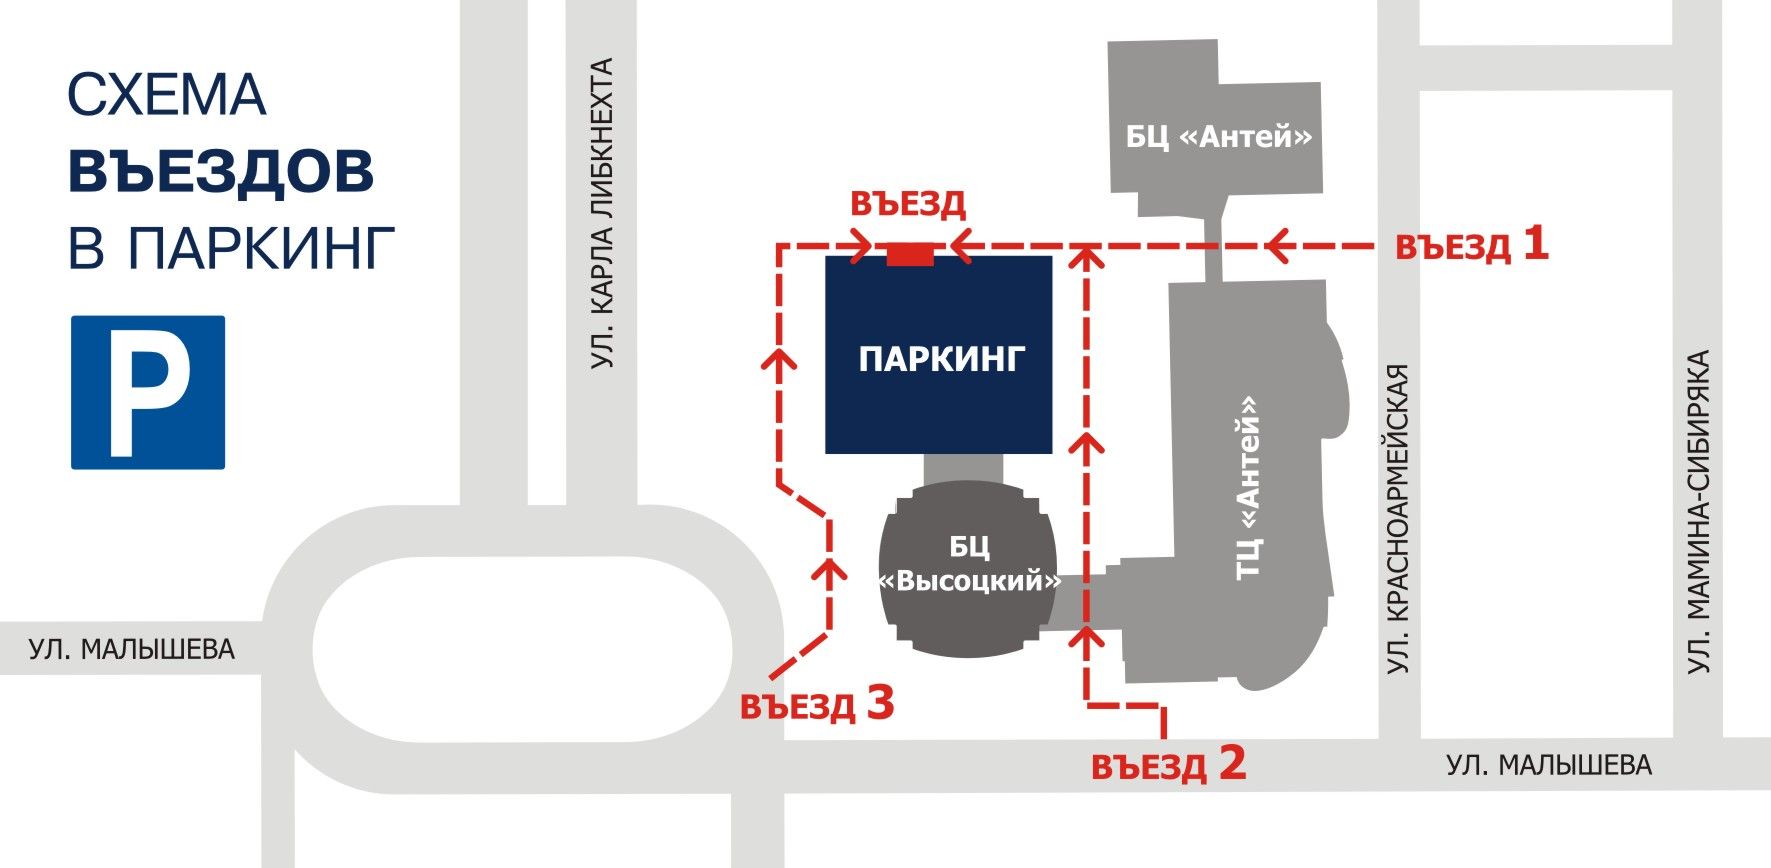 СХЕМА
ВЪЕЗДОВ
В ПАРКИНГ
P
УЛ. КАРЛА ЛИБКНЕХТА
БЦ «Антей»
ВЪЕЗД
ВЪЕЗД 1
ПАРКИНГ
ТЦ «Антей»
УЛ. КРАСНОАРМЕЙСКАЯ
УЛ. МАМИНА-СИБИРЯКА
БЦ
«Высоцкий»
УЛ. МАЛЫШЕВА
ВЪЕЗД 3
ВЪЕЗД 2
УЛ. МАЛЫШЕВА